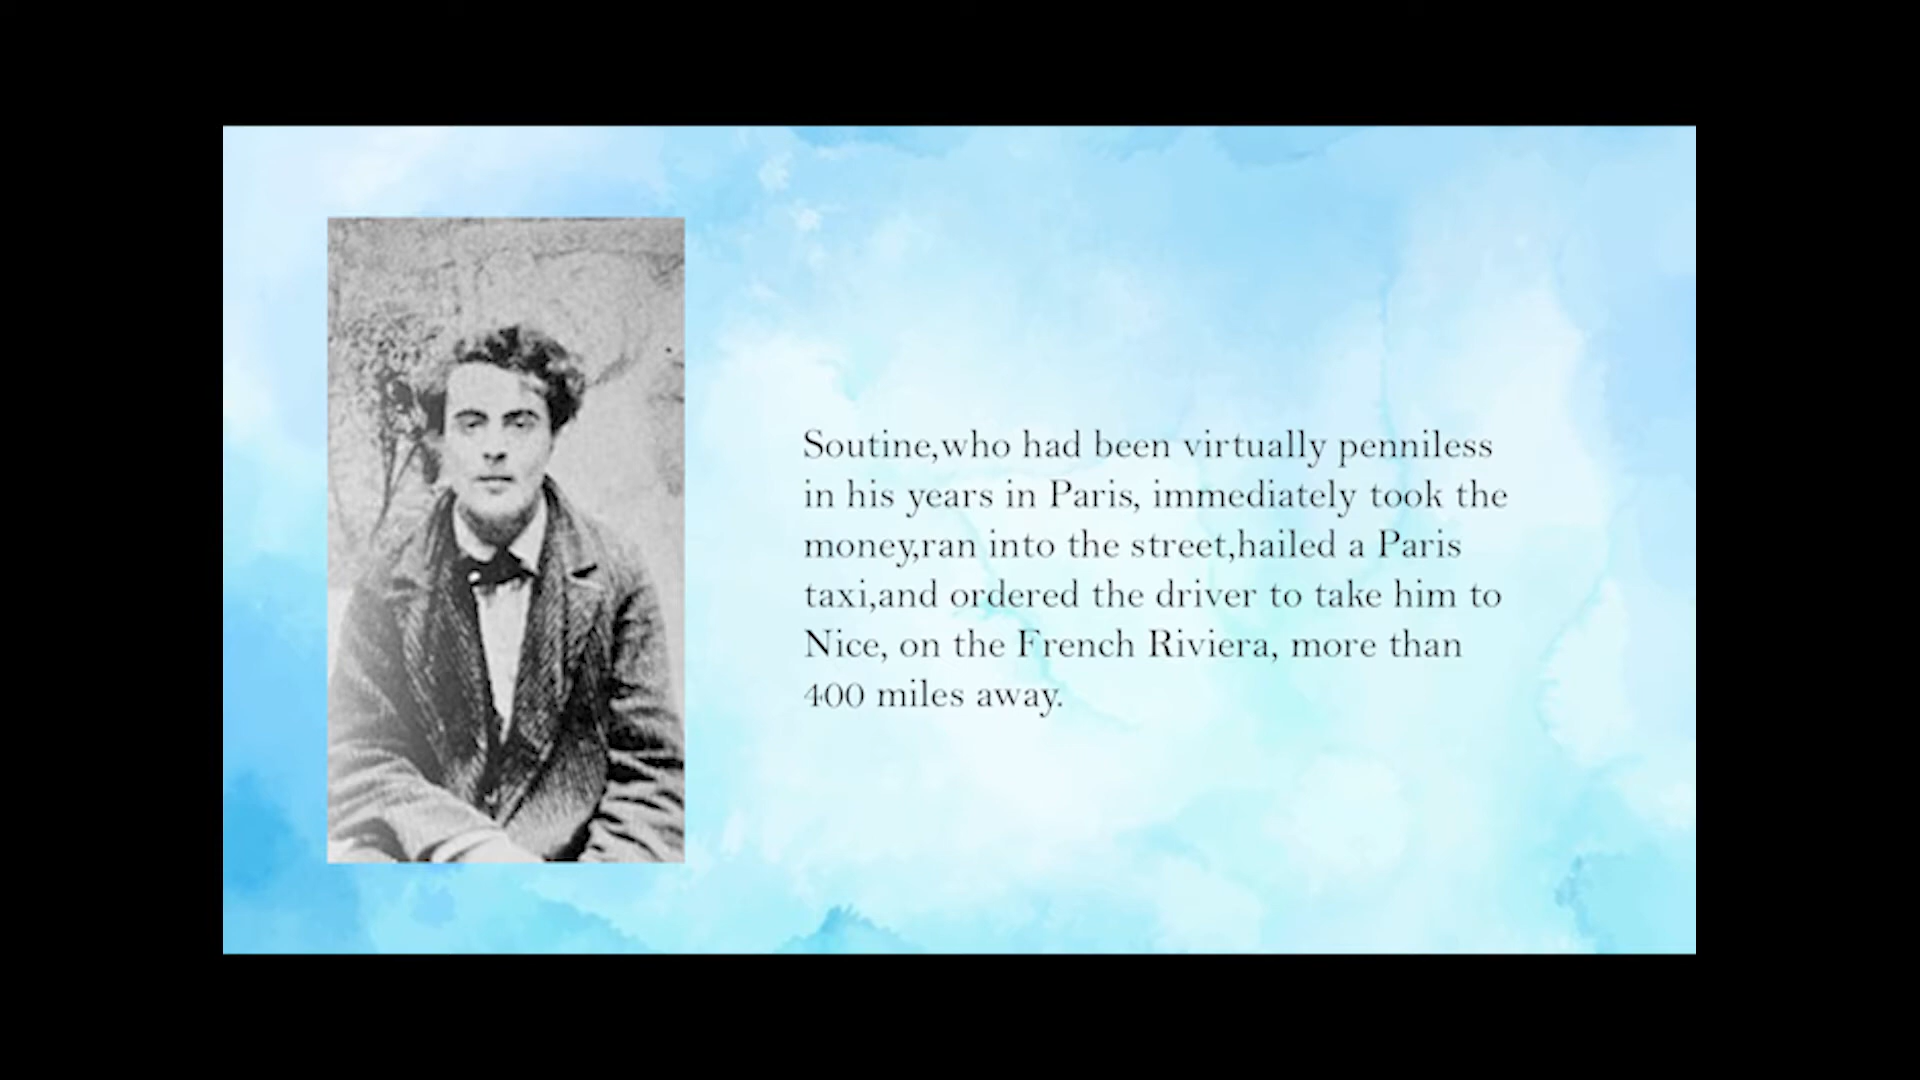 Soutine,who had been virtually penniless
in his years in Paris, immediately took the
money,ran into the street,hailed a Paris
taxi,and ordered the driver to take him to
Nice, on the French Riviera, more than
400 miles away.